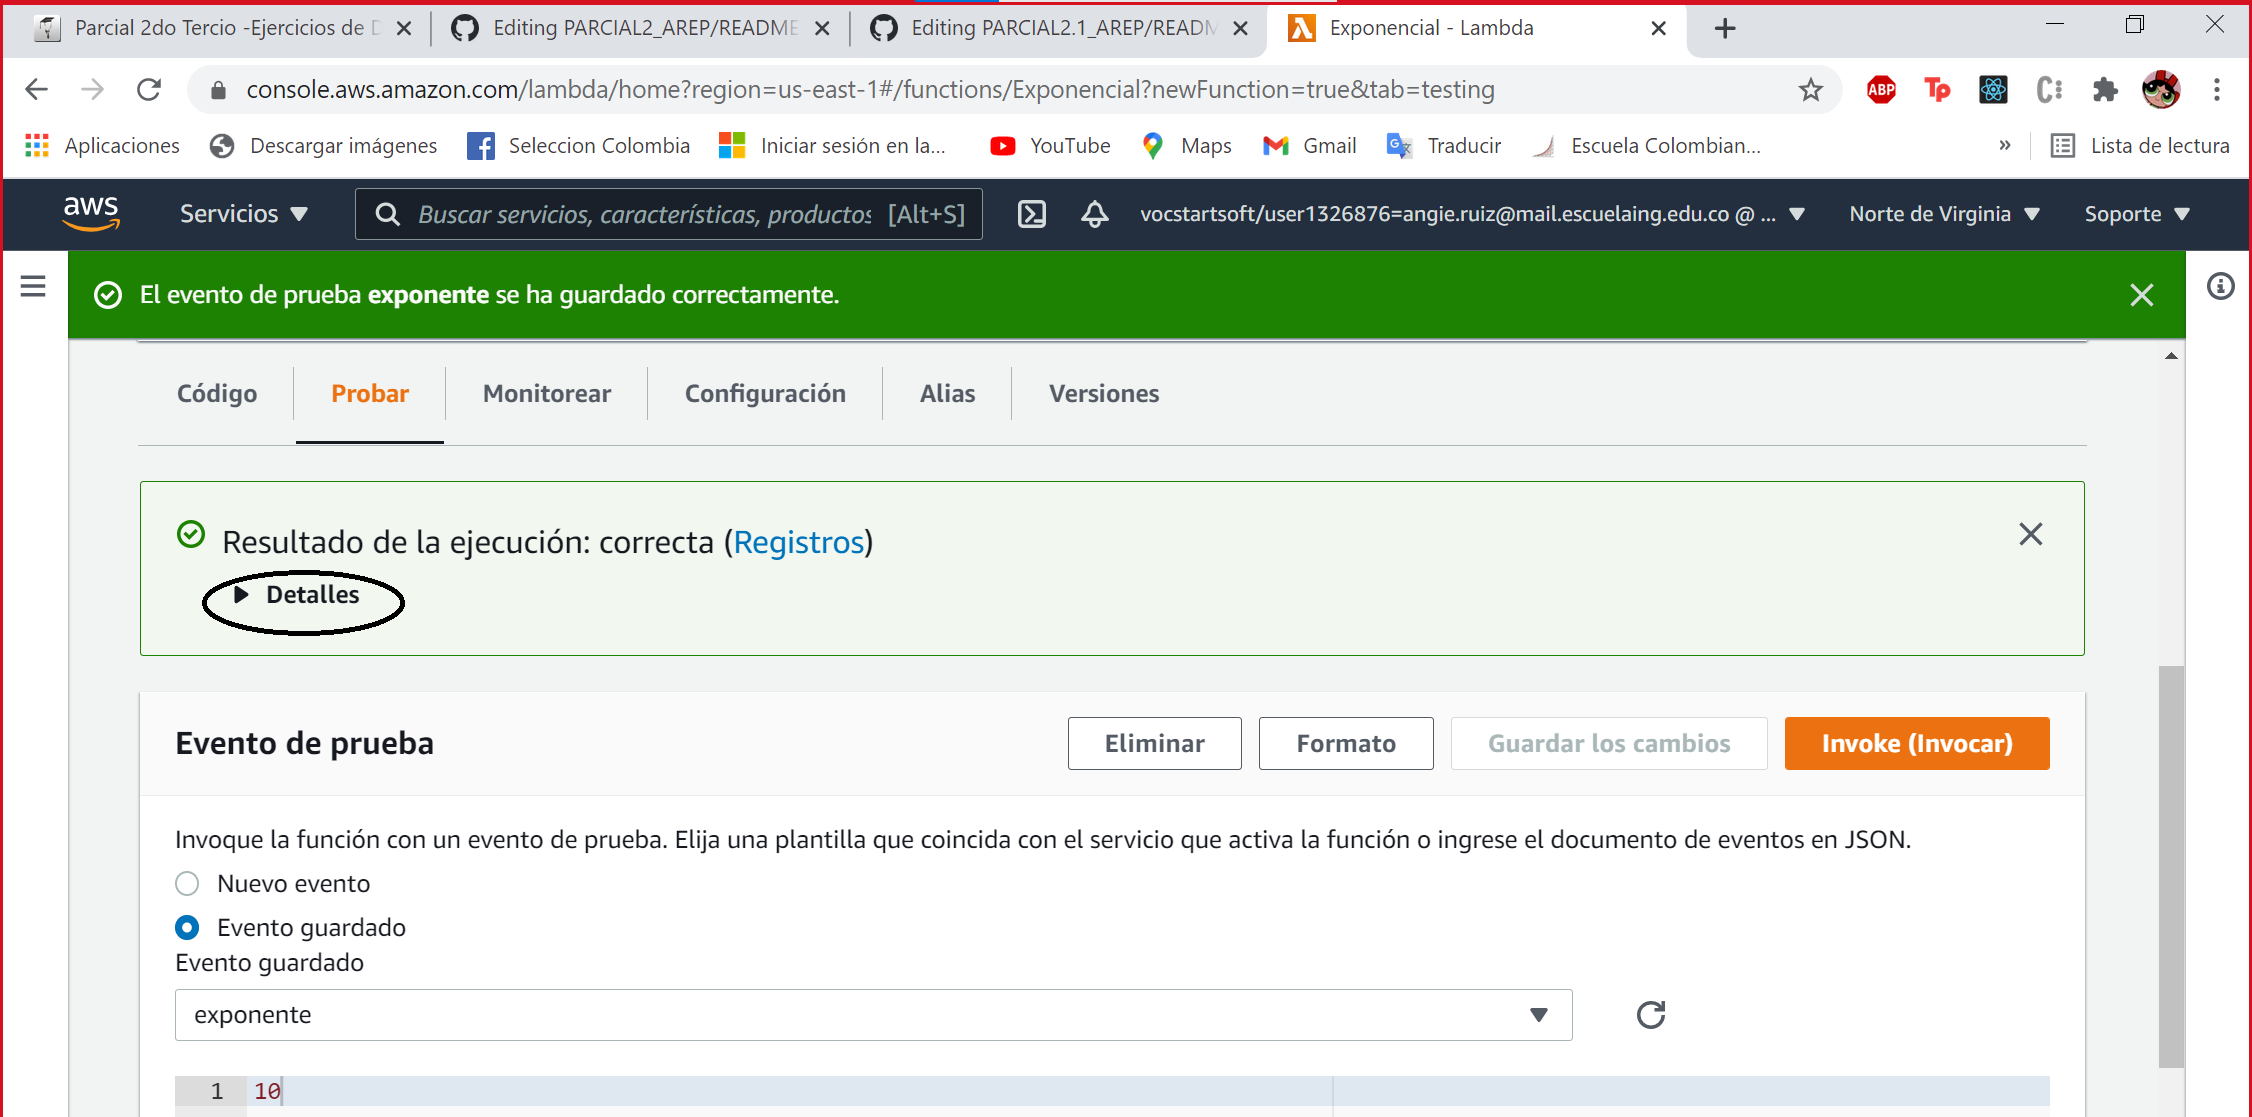 Parcial 2do Tercio -Ejercicios de D
Editing PARCIAL2_AREP/README
Editing PARCIAL2.1_AREP/READM
Exponencial - Lambda
console.aws.amazon.com/lambda/home?region=us-east-1#/functions/Exponencial?newFunction=true&tab=testing
ABP
Tp
Aplicaciones
Descargar imágenes
Seleccion Colombia
Iniciar sesión en la...
YouTube
Maps
Gmail
Traducir
Escuela Colombian...
»
Lista de lectura
aws
Servicios
Buscar servicios, características, productos [Alt+S]
vocstartsoft/user1326876=angie.ruiz@mail.escuelaing.edu.co @ ...
Norte de Virginia
Soporte
El evento de prueba exponente se ha guardado correctamente.
Código
Probar
Monitorear
Configuración
Alias
Versiones
Resultado de la ejecución: correcta (Registros)
Detalles
Evento de prueba
Eliminar
Formato
Guardar los cambios
Invoke (Invocar)
Invoque la función con un evento de prueba. Elija una plantilla que coincida con el servicio que activa la función o ingrese el documento de eventos en JSON.
Nuevo evento
Evento guardado
Evento guardado
exponente
1 10